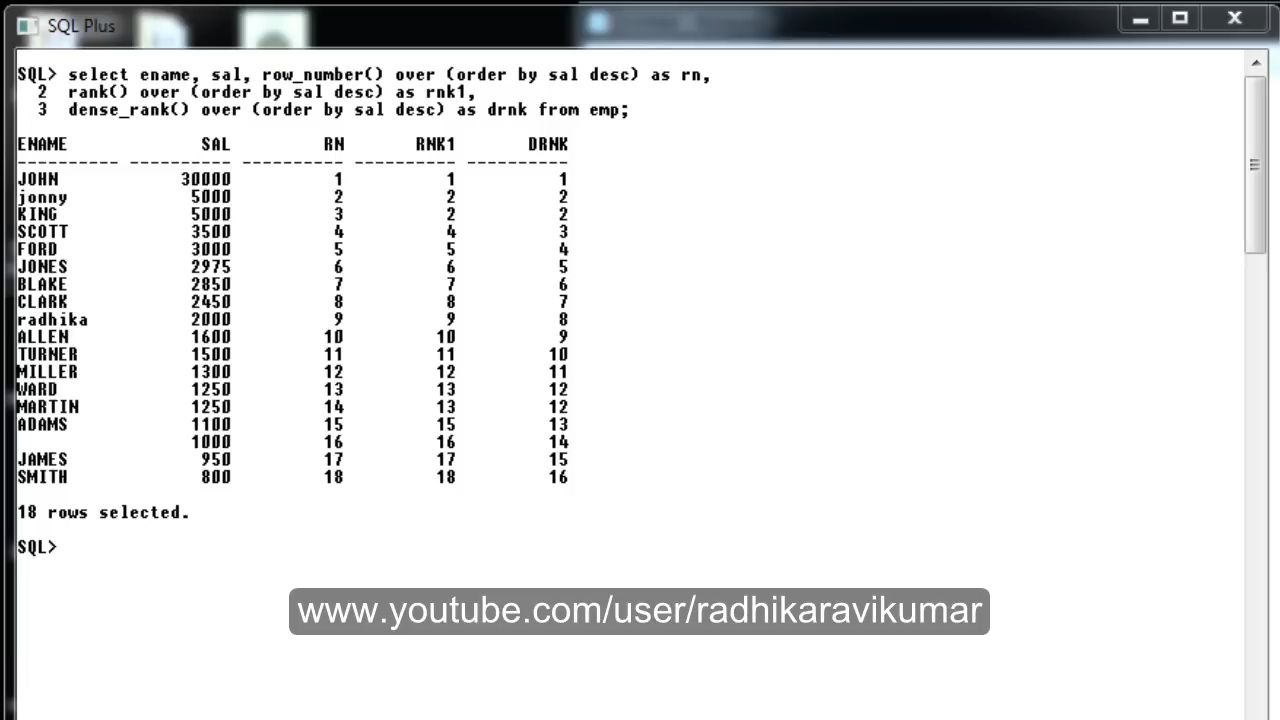 SQL Plus
SQL> select ename, sal, row_number() over (order by sal desc) as rn,
2 rank() over (order by sal desc) as rnk1,
3 dense_rank() over (order by sal desc) as drnk from emp;
ENAME SAL RN RNK1 DRNK
---------- ---------- ---------- ---------- ----------
JOHN 30000 1 1 1
jonny 5000 2 2 2
KING 5000 3 2 2
SCOTT 3500 4 4 3
FORD 3000 5 5 4
JONES 2975 6 6 5
BLAKE 2850 7 7 6
CLARK 2450 8 8 7
radhika 2000 9 9 8
ALLEN 1600 10 10 9
TURNER 1500 11 11 10
MILLER 1300 12 12 11
WARD 1250 13 13 12
MARTIN 1250 14 13 12
ADAMS 1100 15 15 13
1000 16 16 14
JAMES 950 17 17 15
SMITH 800 18 18 16
18 rows selected.
SQL>
www.youtube.com/user/radhikaravikumar